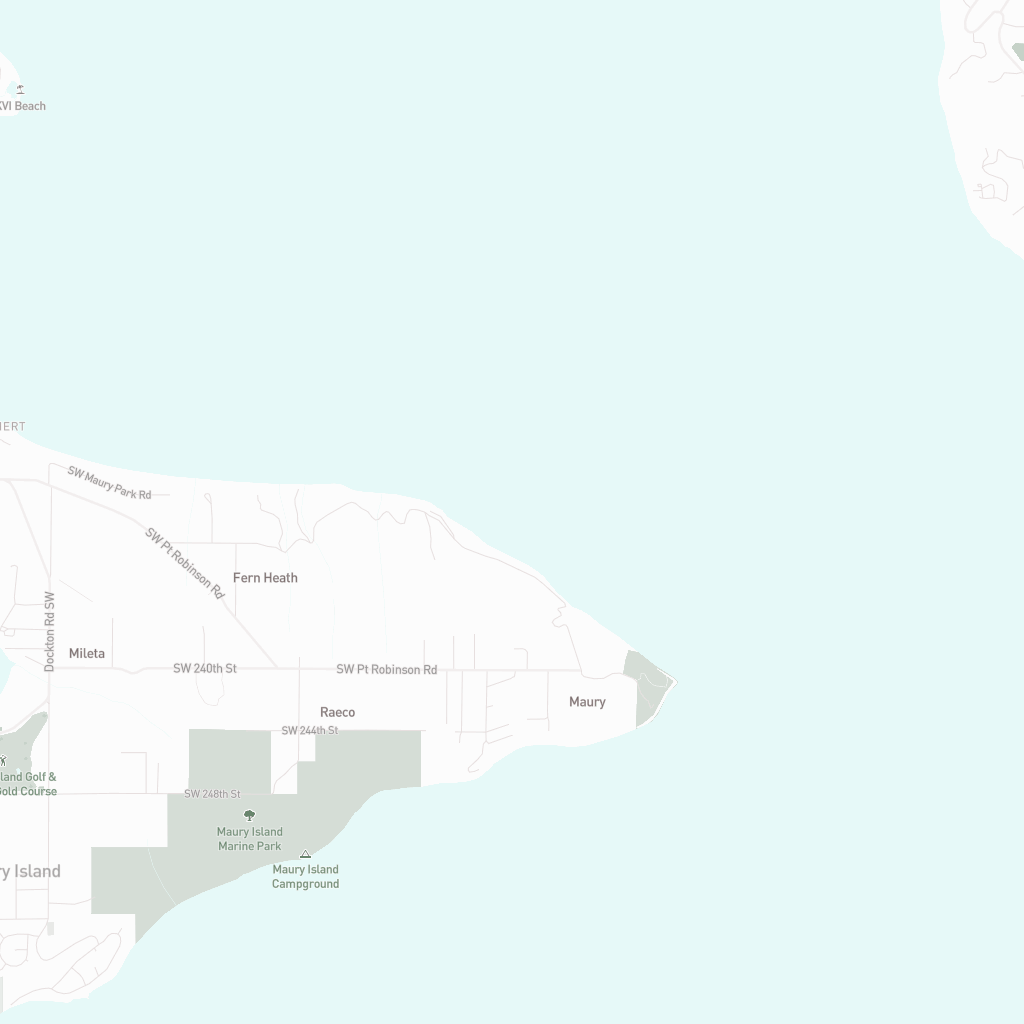 KVI Beach
SW Maury Park Rd
SW Pt Robinson Rd
Fern Heath
Dockton Rd SW
Mileta
SW 240th St
SW Pt Robinson Rd
Maury
Raeco
SW 244th St
land Golf &
Gold Course
SW 248th St
Maury Island
Marine Park
Maury Island
Campground
ry Island